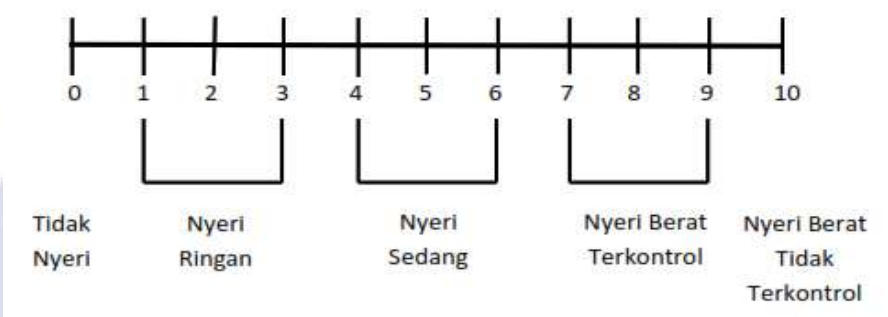 0 1 2 3 4 5 6 7 8 9 10
Tidak Nyeri Nyeri Nyeri Berat Nyeri Berat
Nyeri Ringan Sedang Terkontrol Tidak
Terkontrol